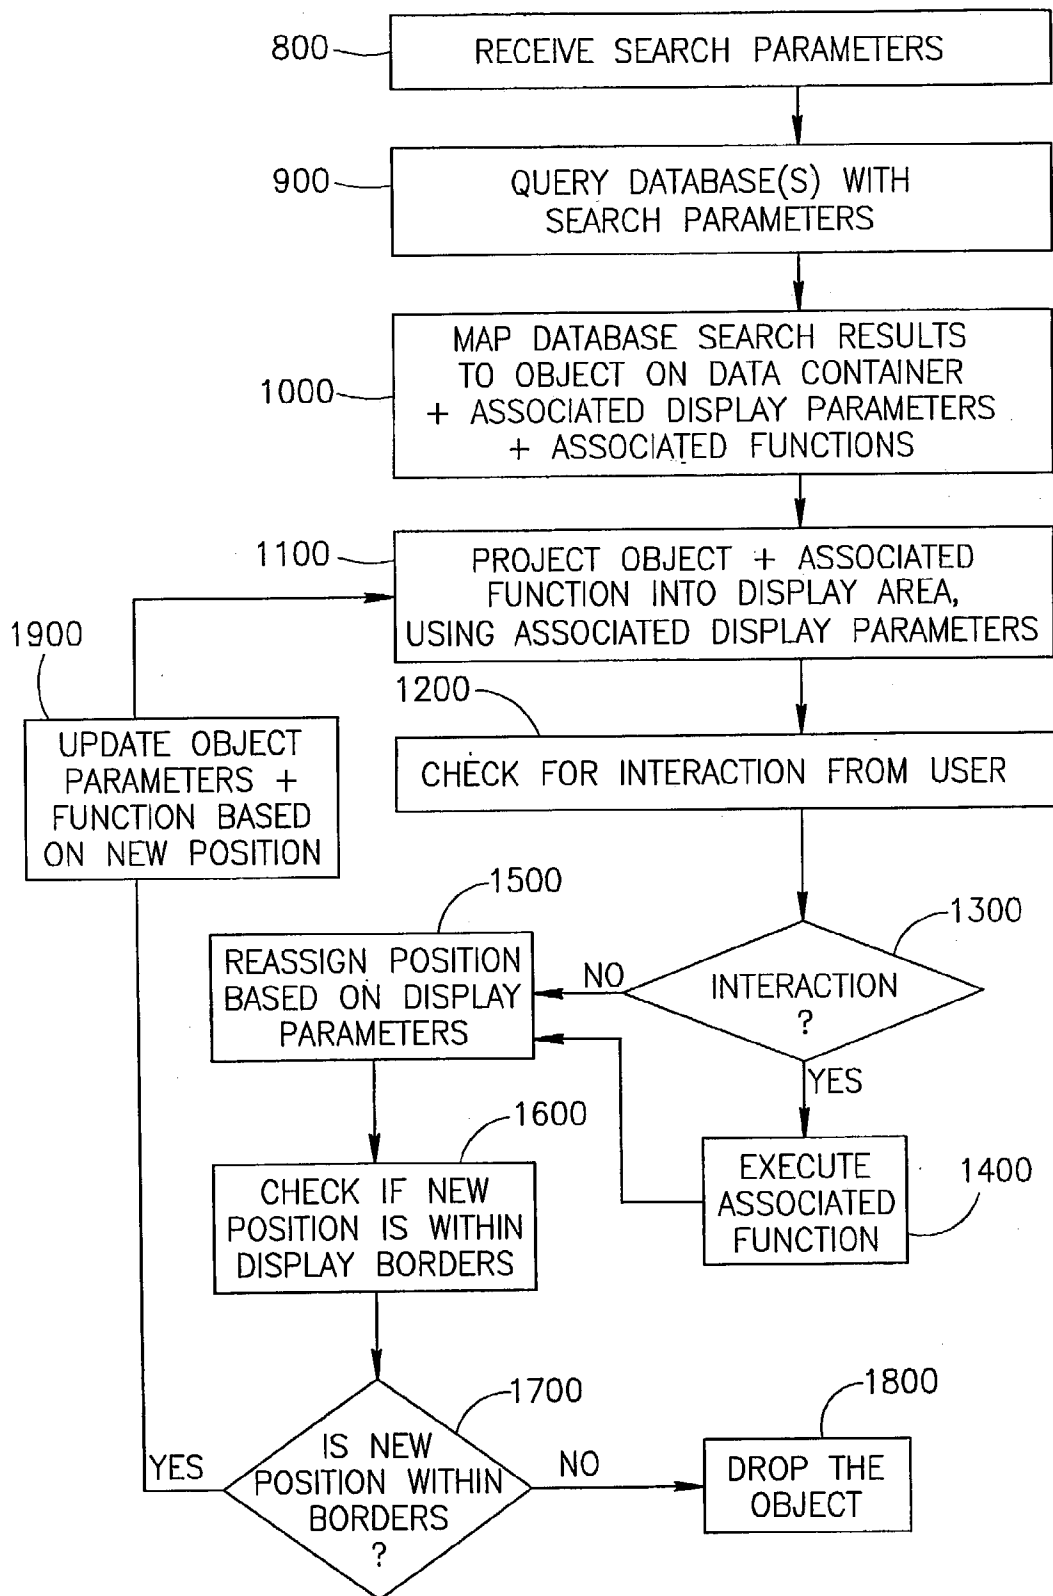 800
RECEIVE SEARCH PARAMETERS
900
QUERY DATABASE(S) WITH
SEARCH PARAMETERS
1000
MAP DATABASE SEARCH RESULTS
TO OBJECT ON DATA CONTAINER
+ ASSOCIATED DISPLAY PARAMETERS
+ ASSOCIATED FUNCTIONS
1100
PROJECT OBJECT + ASSOCIATED
FUNCTION INTO DISPLAY AREA,
USING ASSOCIATED DISPLAY PARAMETERS
1900
UPDATE OBJECT
PARAMETERS +
FUNCTION BASED
ON NEW POSITION
1200
CHECK FOR INTERACTION FROM USER
1300
INTERACTION
?
NO
YES
1500
REASSIGN POSITION
BASED ON DISPLAY
PARAMETERS
1400
EXECUTE
ASSOCIATED
FUNCTION
1600
CHECK IF NEW
POSITION IS WITHIN
DISPLAY BORDERS
1700
IS NEW
POSITION WITHIN
BORDERS
?
YES
NO
1800
DROP THE
OBJECT